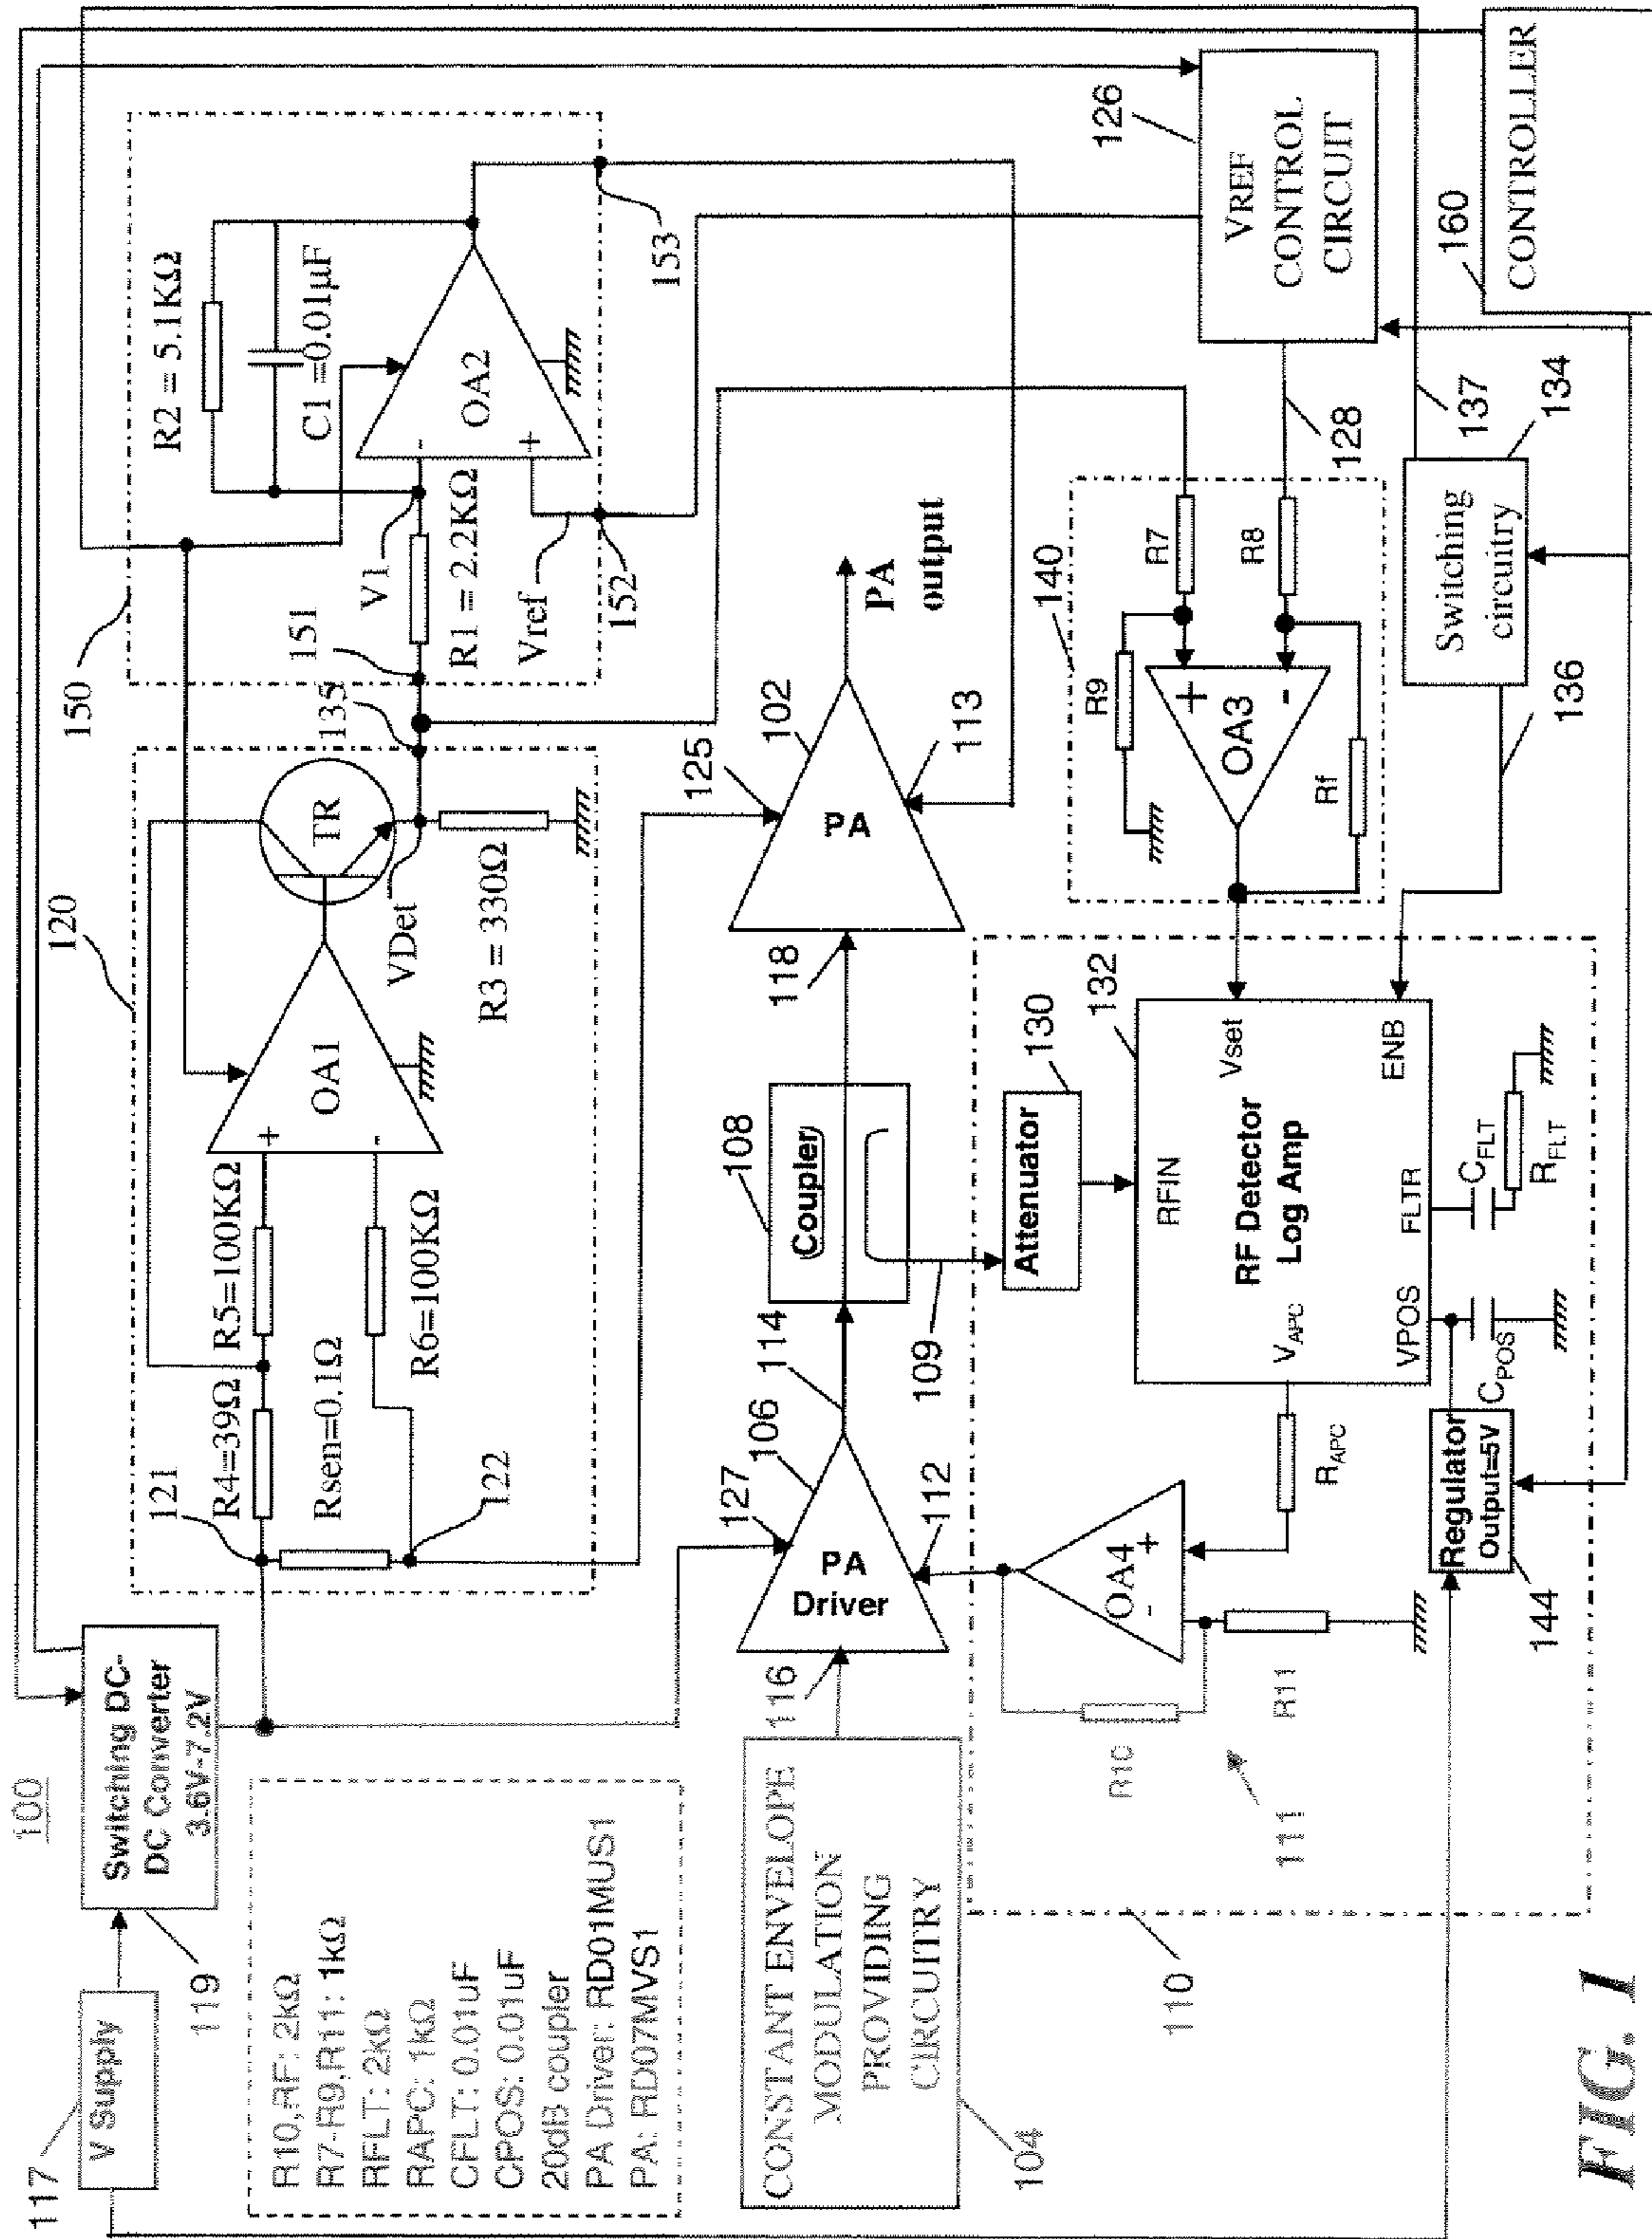 100
117
V Supply
119
Switching DC-
DC Converter
3.6V-7.2V
120
121
R4=39Ω
R5=100KΩ
Rsen=0.1Ω
122
R6=100KΩ
+
-
OA1
TR
VDet
R3 = 330Ω
135
150
151
V1
R1 = 2.2KΩ
R2 = 5.1KΩ
C1 =0.01µF
-
+
OA2
Vref
152
153
R10,RF: 2kΩ
R7-R9,R11: 1kΩ
RFLT: 2kΩ
RAPC: 1kΩ
CFLT: 0.01uF
CPOS: 0.01uF
20dB coupler
PA Driver: RD01MUS1
PA: RD07MVS1
CONSTANT ENVELOPE
MODULATION
PROVIDING
CIRCUITRY
104
116
127
106
PA
Driver
112
114
108
Coupler
109
118
125
102
PA
113
PA
output
126
VREF
CONTROL
CIRCUIT
128
160
CONTROLLER
110
111
R10
R11
OA4
-
+
RAPC
130
Attenuator
132
RFIN
Vset
RF Detector
Log Amp
VAPC
ENB
VPOS
FLTR
CFLT
RFLT
CPOS
Regulator
Output=5V
144
140
R9
R7
R8
+
-
OA3
Rf
Switching
circuitry
134
136
137
FIG. 1